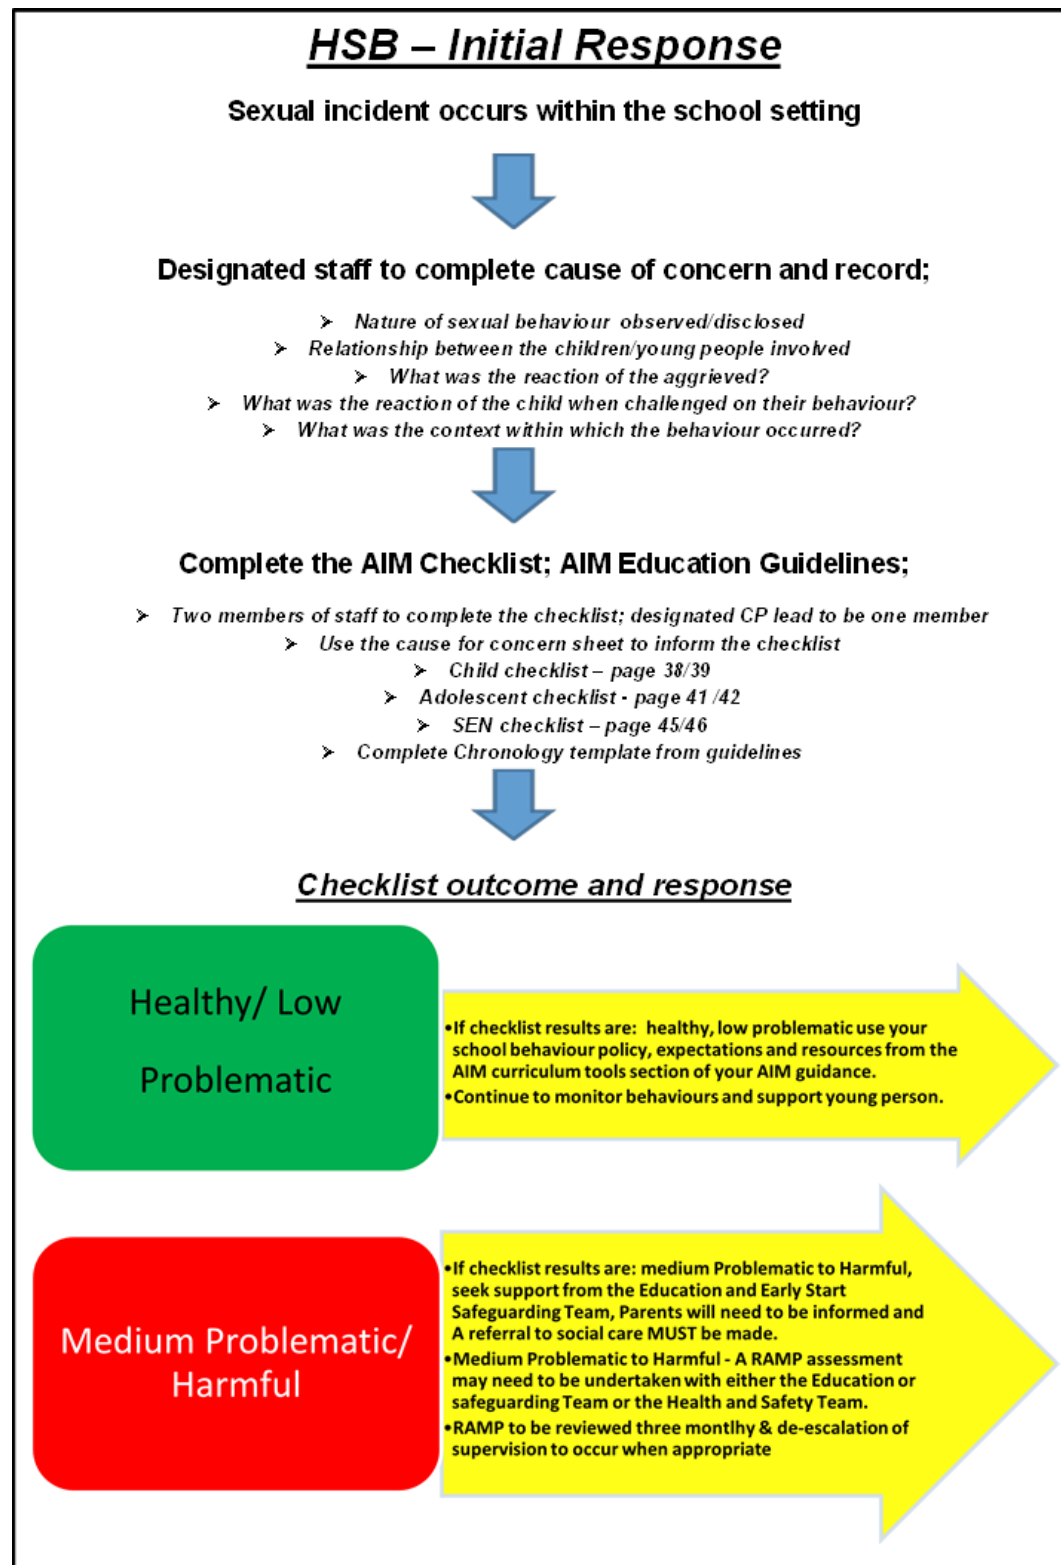 HSB – Initial Response
Sexual incident occurs within the school setting
Designated staff to complete cause of concern and record;
➢ Nature of sexual behaviour observed/disclosed
➢ Relationship between the children/young people involved
➢ What was the reaction of the aggrieved?
➢ What was the reaction of the child when challenged on their behaviour?
➢ What was the context within which the behaviour occurred?
Complete the AIM Checklist; AIM Education Guidelines;
➢ Two members of staff to complete the checklist; designated CP lead to be one member
➢ Use the cause for concern sheet to inform the checklist
➢ Child checklist – page 38/39
➢ Adolescent checklist - page 41/42
➢ SEN checklist – page 45/46
➢ Complete Chronology template from guidelines
Checklist outcome and response
Healthy/ Low
Problematic
•If checklist results are: healthy, low problematic use your
school behaviour policy, expectations and resources from the
AIM curriculum tools section of your AIM guidance.
•Continue to monitor behaviours and support young person.
Medium Problematic/
Harmful
•If checklist results are: medium Problematic to Harmful,
seek support from the Education and Early Start
Safeguarding Team, Parents will need to be informed and
A referral to social care MUST be made.
•Medium Problematic to Harmful - A RAMP assessment
may need to be undertaken with either the Education or
safeguarding Team or the Health and Safety Team.
•RAMP to be reviewed three montlhy & de-escalation of
supervision to occur when appropriate